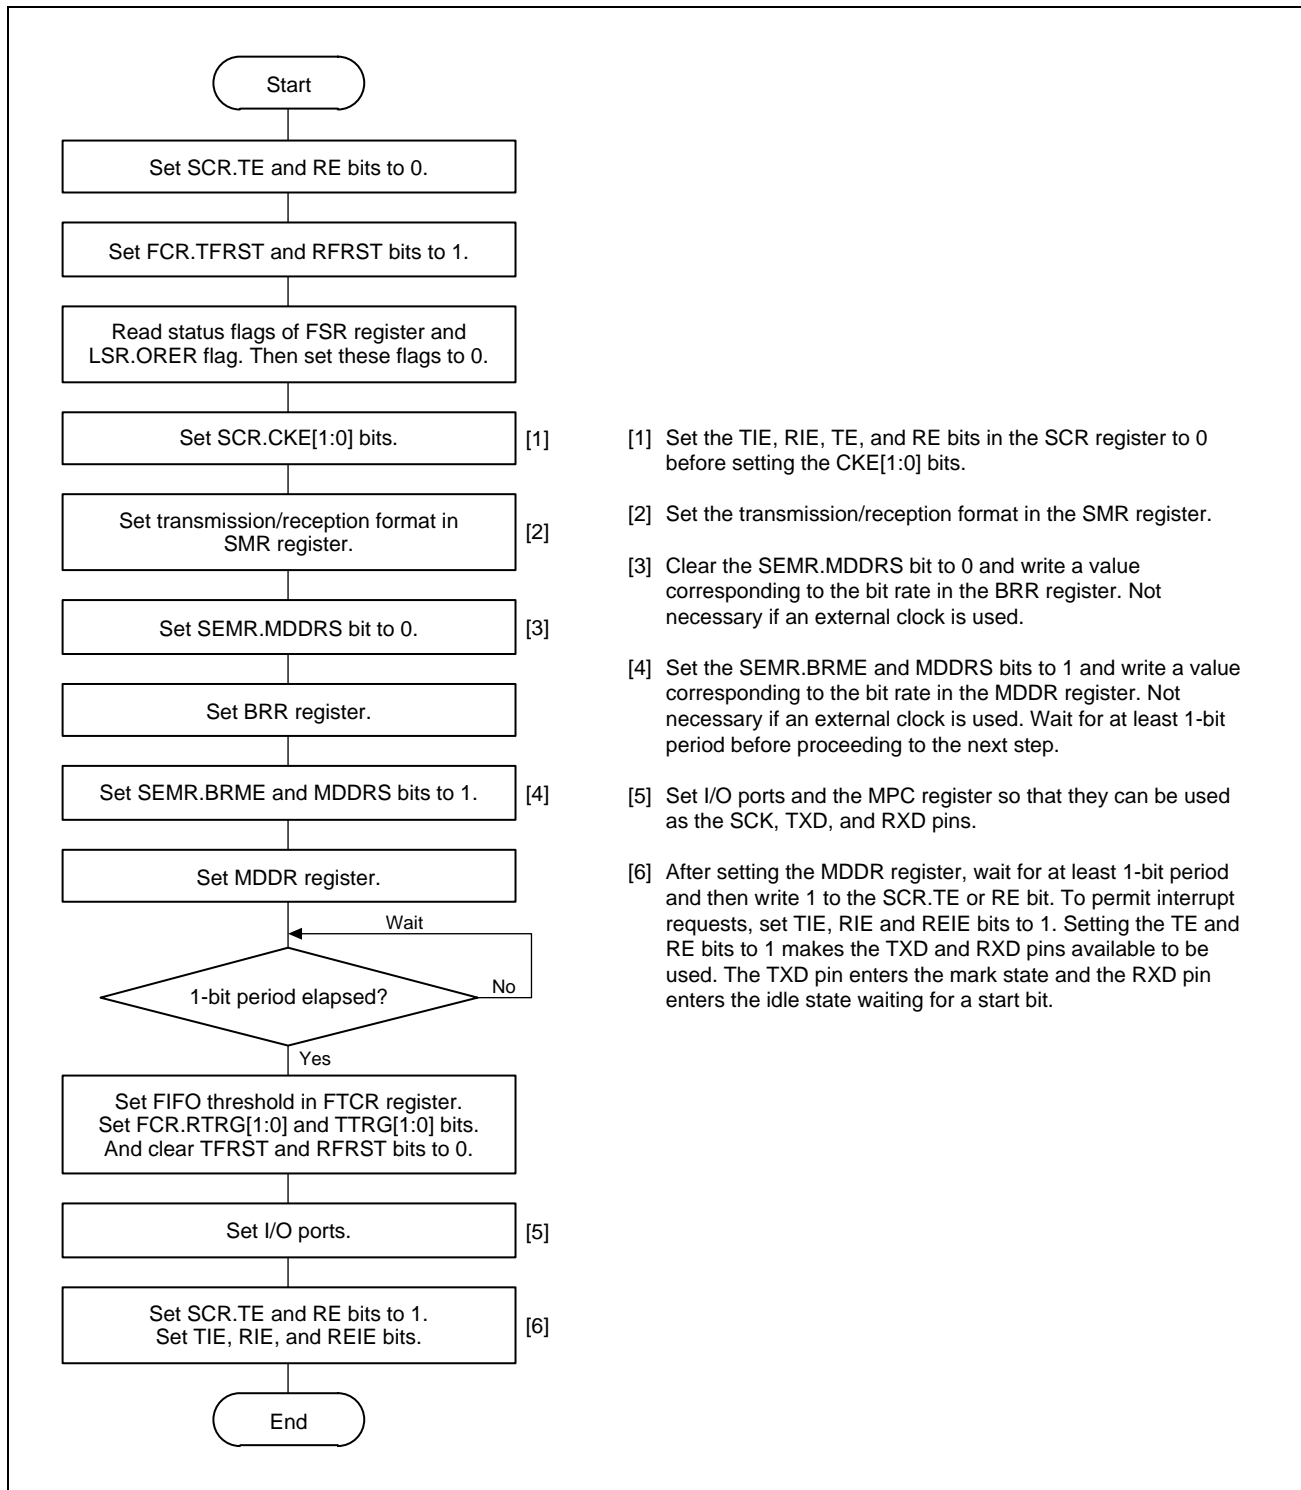 Start
Set SCR.TE and RE bits to 0.
Set FCR.TFRST and RFRST bits to 1.
Read status flags of FSR register and
LSR.ORER flag. Then set these flags to 0.
Set SCR.CKE[1:0] bits.
[1]
Set transmission/reception format in
SMR register.
[2]
Set SEMR.MDDRS bit to 0.
[3]
Set BRR register.
Set SEMR.BRME and MDDRS bits to 1.
[4]
Set MDDR register.
Wait
1-bit period elapsed?
No
Yes
Set FIFO threshold in FTCR register.
Set FCR.RTRG[1:0] and TTRG[1:0] bits.
And clear TFRST and RFRST bits to 0.
Set I/O ports.
[5]
Set SCR.TE and RE bits to 1.
Set TIE, RIE, and REIE bits.
[6]
End
[1] Set the TIE, RIE, TE, and RE bits in the SCR register to 0
before setting the CKE[1:0] bits.
[2] Set the transmission/reception format in the SMR register.
[3] Clear the SEMR.MDDRS bit to 0 and write a value
corresponding to the bit rate in the BRR register. Not
necessary if an external clock is used.
[4] Set the SEMR.BRME and MDDRS bits to 1 and write a value
corresponding to the bit rate in the MDDR register. Not
necessary if an external clock is used. Wait for at least 1-bit
period before proceeding to the next step.
[5] Set I/O ports and the MPC register so that they can be used
as the SCK, TXD, and RXD pins.
[6] After setting the MDDR register, wait for at least 1-bit period
and then write 1 to the SCR.TE or RE bit. To permit interrupt
requests, set TIE, RIE and REIE bits to 1. Setting the TE and
RE bits to 1 makes the TXD and RXD pins available to be
used. The TXD pin enters the mark state and the RXD pin
enters the idle state waiting for a start bit.